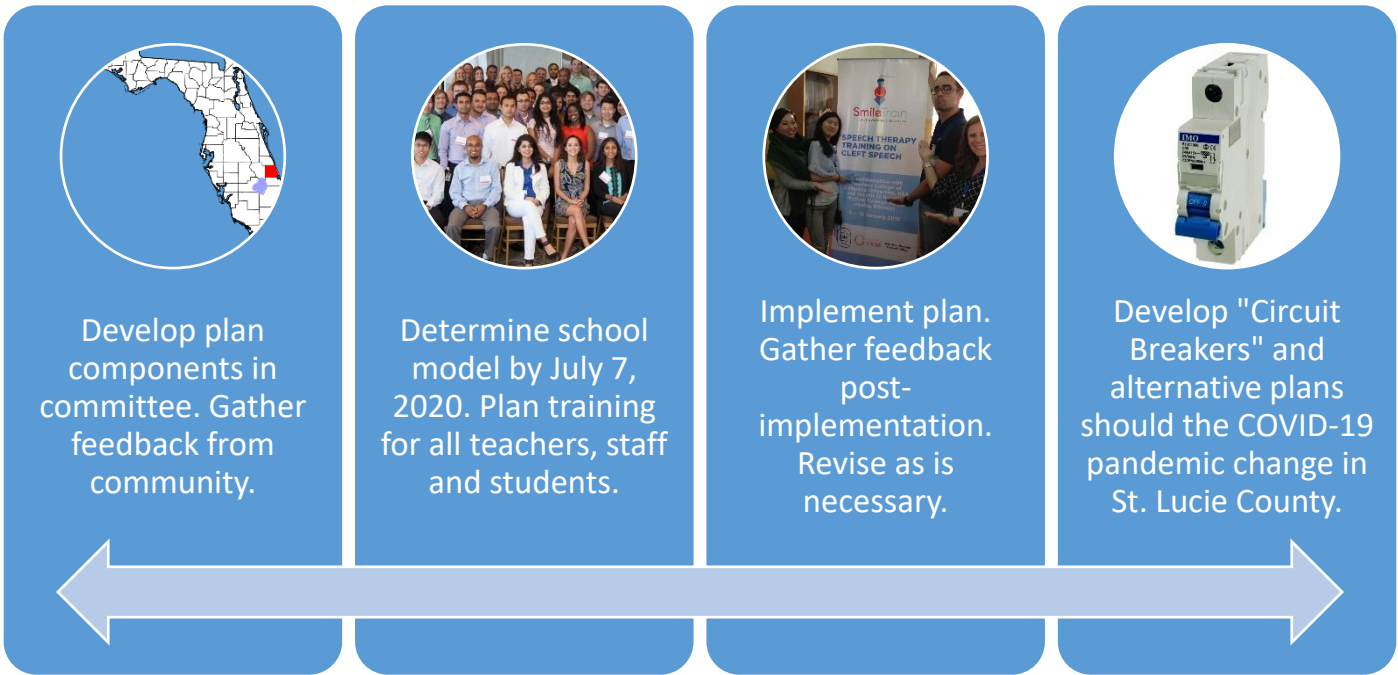 Develop plan
components in
committee. Gather
feedback from
community.
Determine school
model by July 7,
2020. Plan training
for all teachers, staff
and students.
SmileTrain
SPEECH THERAPY
TRAINING ON
CLEFT SPEECH
Implement plan.
Gather feedback
post-
implementation.
Revise as is
necessary.
IMO
OFF
Develop "Circuit
Breakers" and
alternative plans
should the COVID-19
pandemic change in
St. Lucie County.